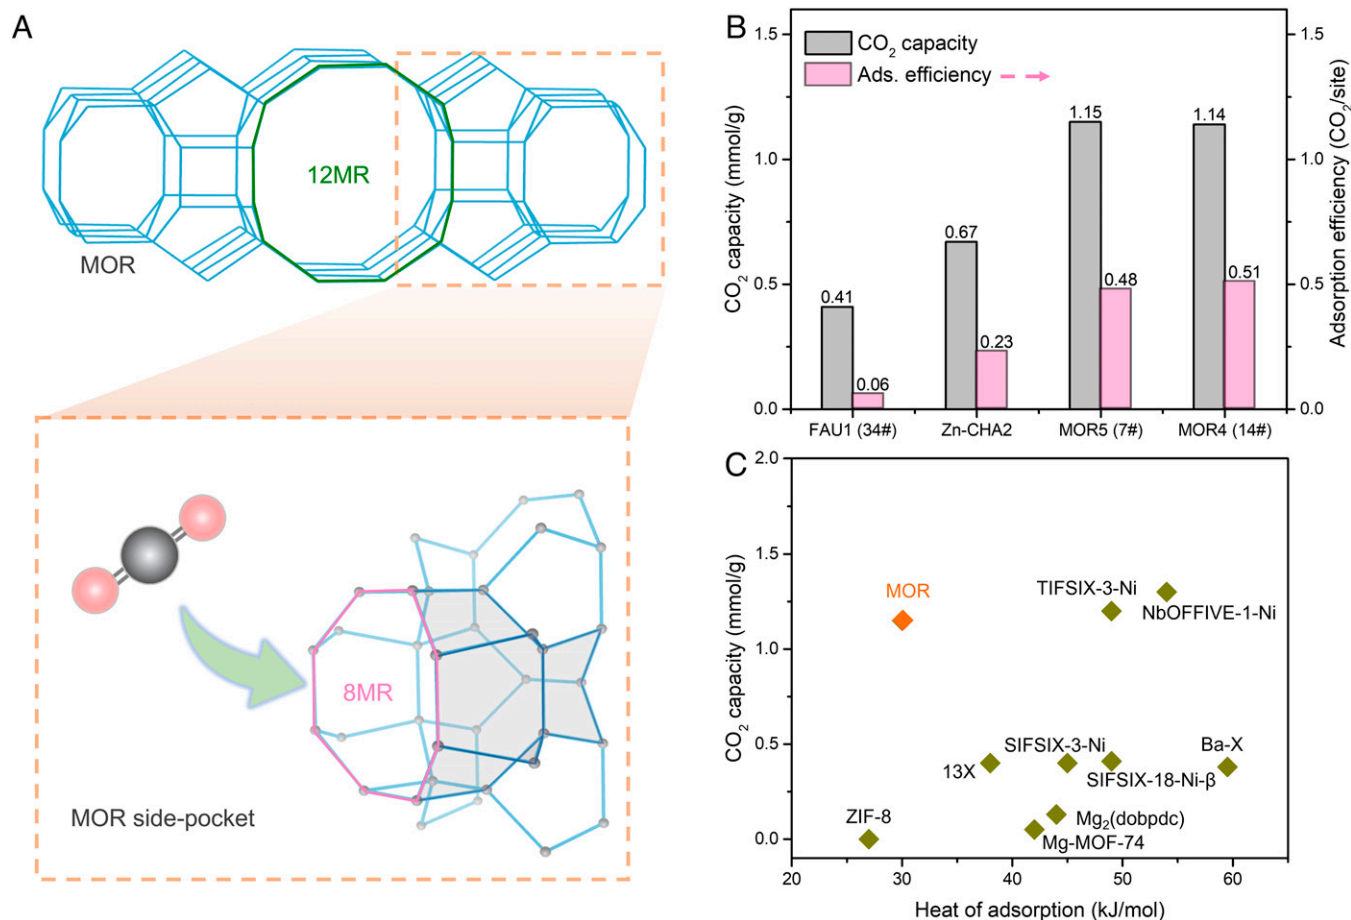 A
12MR
MOR
8MR
MOR side-pocket
B
CO₂ capacity (mmol/g)
1.5
1.0
0.5
0.0
CO₂ capacity
Ads. efficiency
0.41
0.06
0.67
0.23
1.15
0.48
1.14
0.51
FAU1 (34#)
Zn-CHA2
MOR5 (7#)
MOR4 (14#)
1.5
1.0
0.5
0.0
Adsorption efficiency (CO₂/site)
C
CO₂ capacity (mmol/g)
2.0
1.5
1.0
0.5
0.0
MOR
TIFSIX-3-Ni
NbOFFIVE-1-Ni
SIFSIX-3-Ni
Ba-X
13X
SIFSIX-18-Ni-β
ZIF-8
Mg₂(dobpdc)
Mg-MOF-74
20
30
40
50
60
Heat of adsorption (kJ/mol)